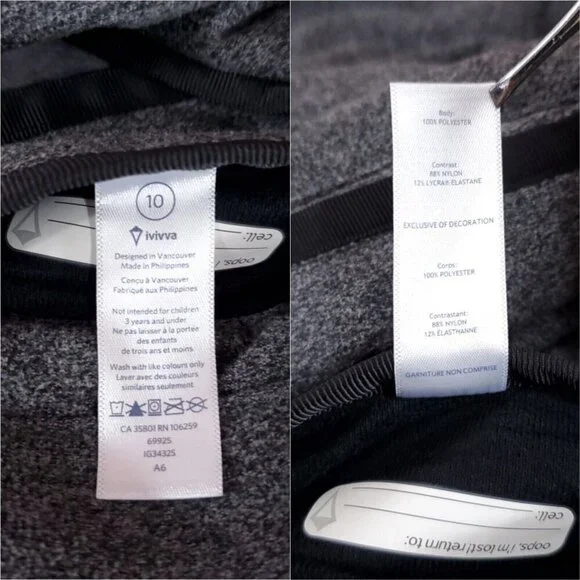 10
ivivva
Designed in Vancouver
Made in Philippines
Conçu à Vancouver
Fabriqué aux Philippines
Not intended for children
3 years and under
Ne pas laisser à la portée
des enfants
de trois ans et moins
Wash with like colours only
Laver avec des couleurs
similaires seulement
CA 35801 RN 106259
6992S
IG3432S
A6
cell:
oops, i'm
Body:
100% POLYESTER
Contrast:
88% NYLON
12% LYCRA® ELASTANE
EXCLUSIVE OF DECORATION
Corps:
100% POLYESTER
Contrastant:
88% NYLON
12% ÉLASTHANNE
GARNITURE NON COMPRISE
oops, i'm lost! return to:
cell: